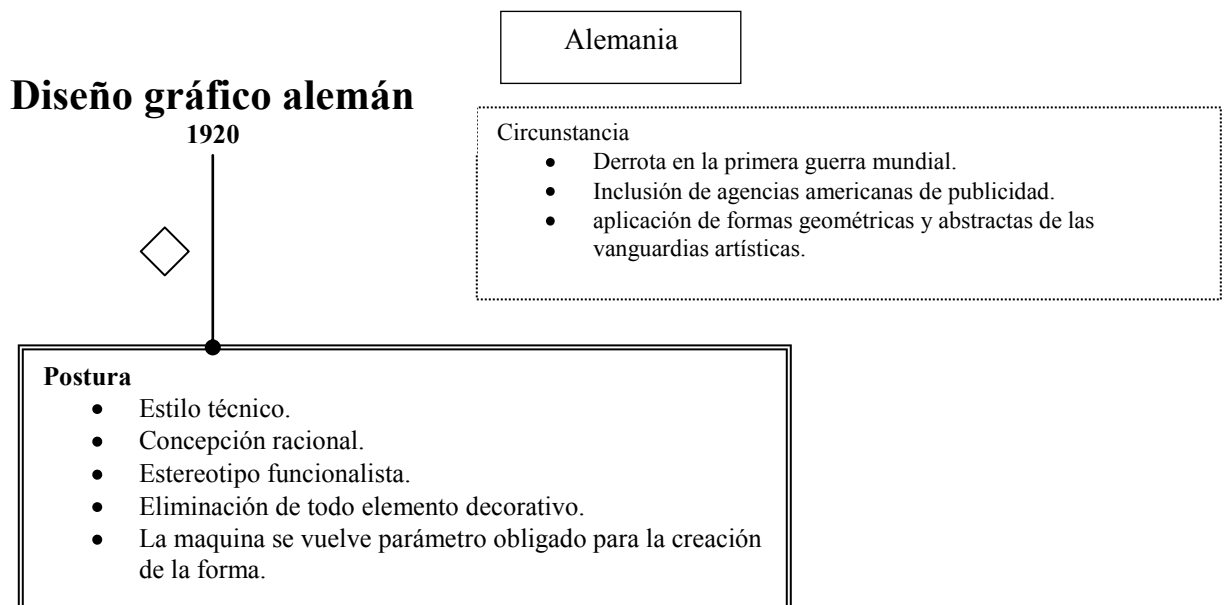 Alemania
Diseño gráfico alemán
1920
Circunstancia
• Derrota en la primera guerra mundial.
• Inclusión de agencias americanas de publicidad.
• aplicación de formas geométricas y abstractas de las
vanguardias artísticas.
Postura
• Estilo técnico.
• Concepción racional.
• Estereotipo funcionalista.
• Eliminación de todo elemento decorativo.
• La maquina se vuelve parámetro obligado para la creación
de la forma.